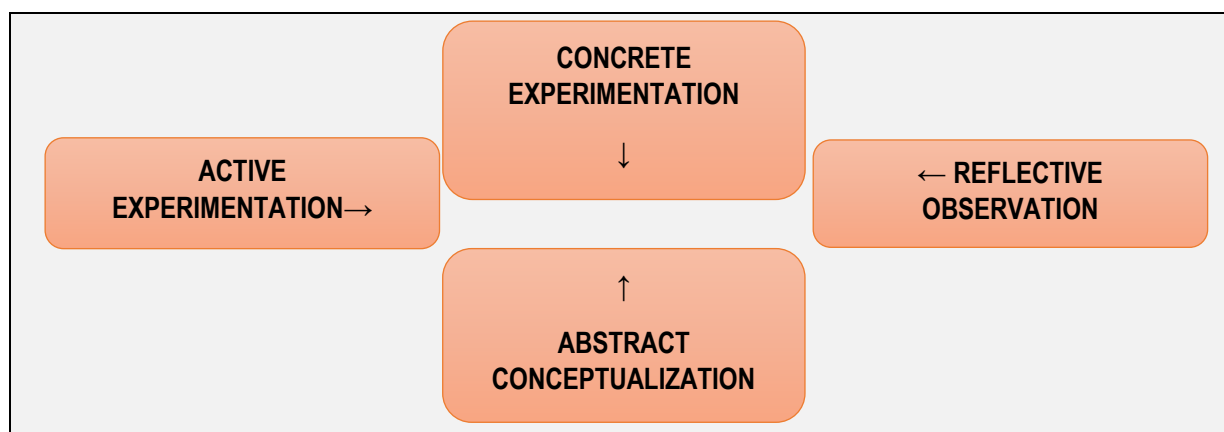 CONCRETE
EXPERIMENTATION
↓
ACTIVE
EXPERIMENTATION→
← REFLECTIVE
OBSERVATION
↑
ABSTRACT
CONCEPTUALIZATION